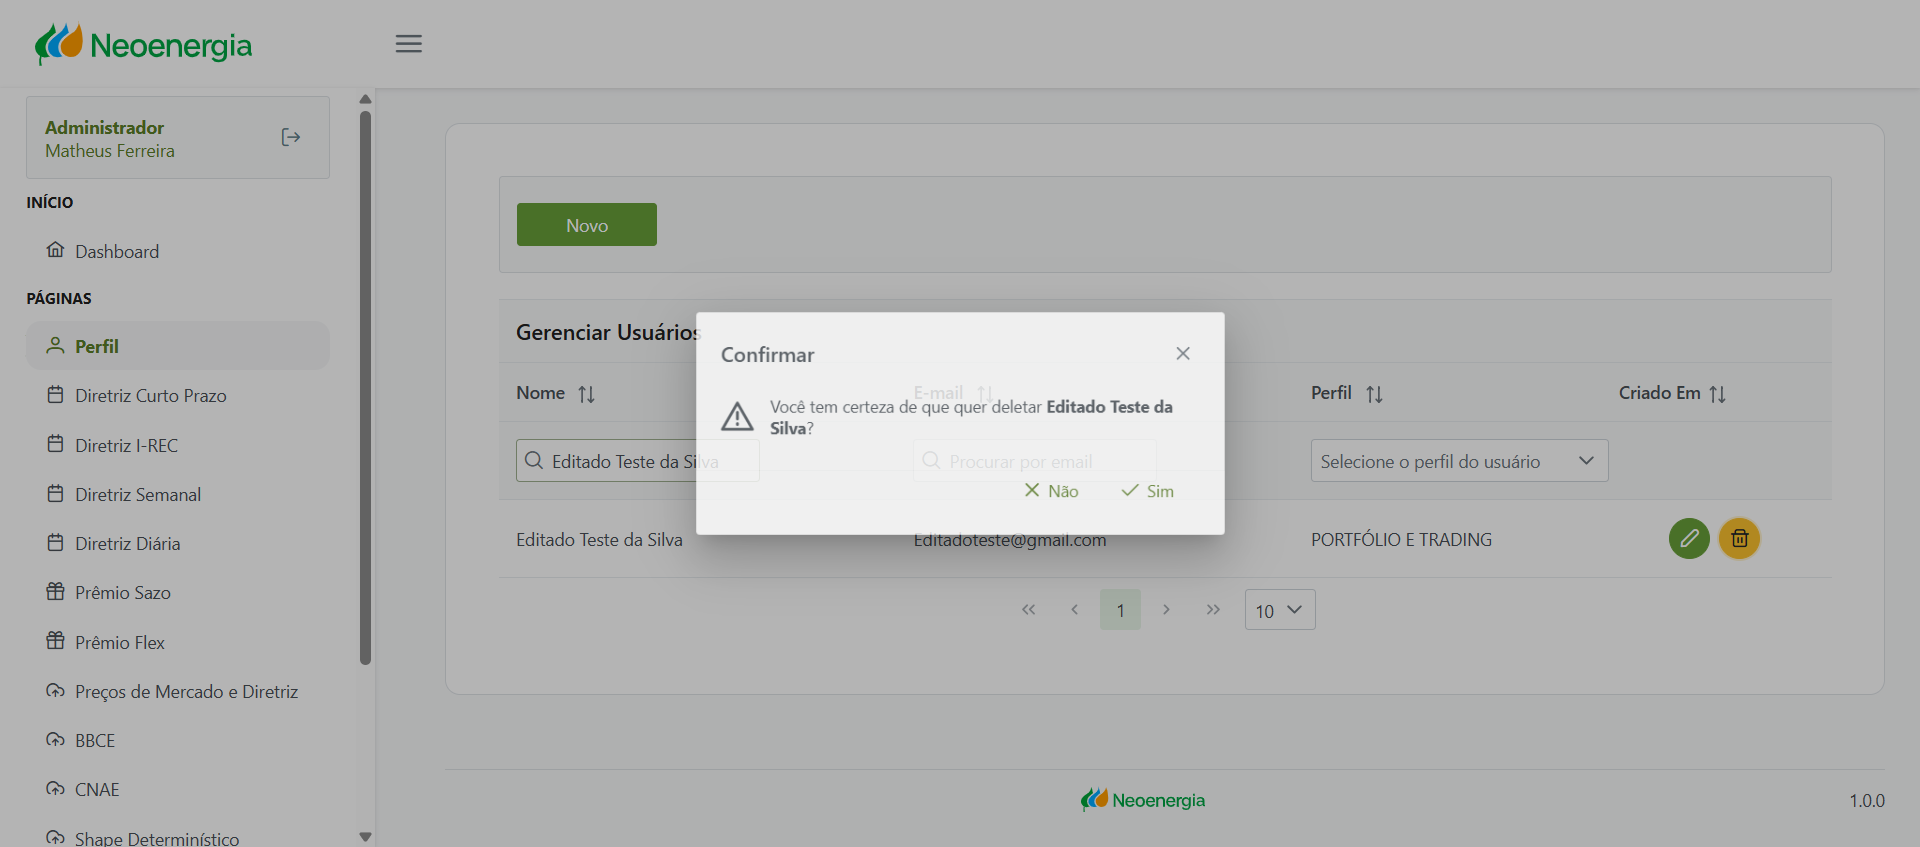 Neoenergia
Administrador
Matheus Ferreira
INÍCIO
Dashboard
PÁGINAS
Perfil
Diretriz Curto Prazo
Diretriz I-REC
Diretriz Semanal
Diretriz Diária
Prêmio Sazo
Prêmio Flex
Preços de Mercado e Diretriz
BBCE
CNAE
Shape Determinístico
Novo
Gerenciar Usuários
Nome
E-mail
Perfil
Criado Em
Editado Teste da Silva
Procurar por email
Selecione o perfil do usuário
Editado Teste da Silva
Editadoteste@gmail.com
PORTFÓLIO E TRADING
1
10
Confirmar
Você tem certeza de que quer deletar Editado Teste da
Silva?
Não
Sim
Neoenergia
1.0.0